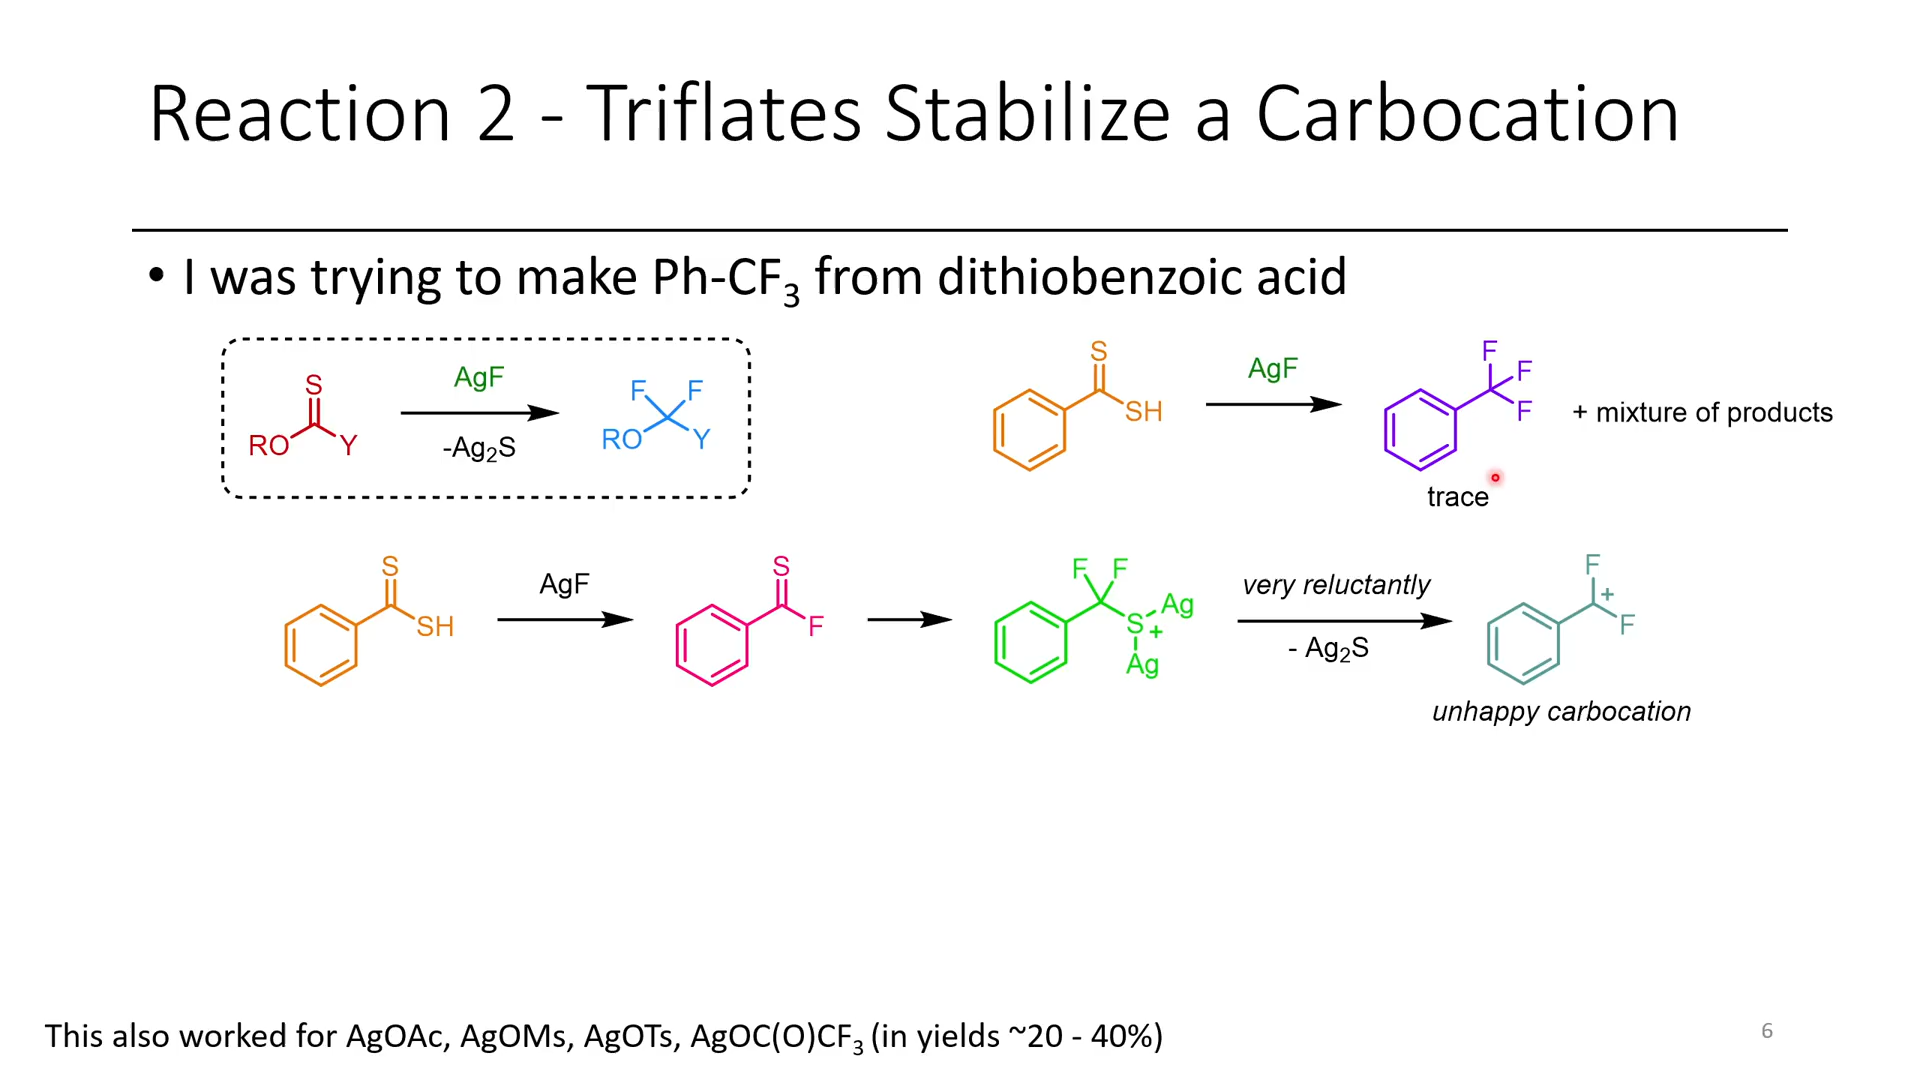 Reaction 2 - Triflates Stabilize a Carbocation
• I was trying to make Ph-CF3 from dithiobenzoic acid
S
RO Y
AgF
-Ag2S
F F
RO Y
S
SH
AgF
F
F
F
trace
+ mixture of products
S
SH
AgF
S
F
F F
S Ag
+
Ag
very reluctantly
- Ag2S
F
+
F
unhappy carbocation
This also worked for AgOAc, AgOMs, AgOTs, AgOC(O)CF3 (in yields ~20 - 40%)
6